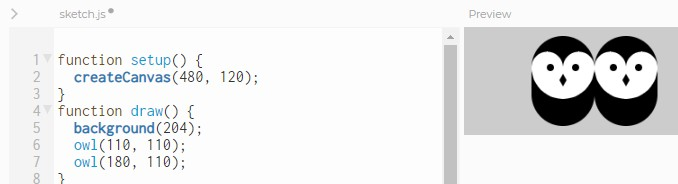 sketch.js
Preview
1 function setup() {
2 createCanvas(480, 120);
3 }
4 function draw() {
5 background(204);
6 owl(110, 110);
7 owl(180, 110);
8 }